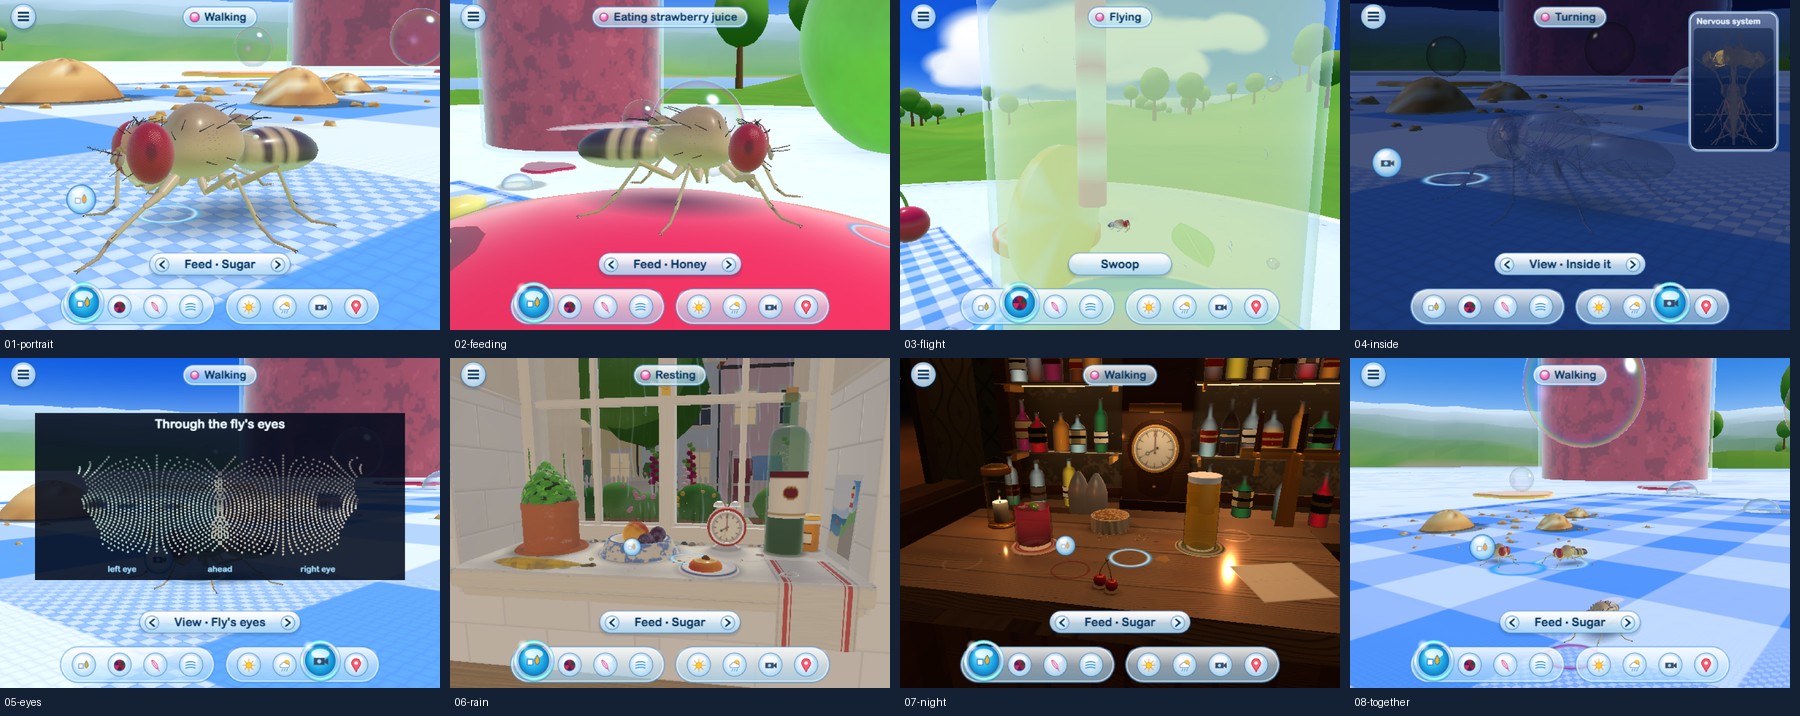 Walking
Feed · Sugar
01-portrait
Eating strawberry juice
Feed · Honey
02-feeding
Flying
Swoop
03-flight
Turning
Nervous system
View · Inside it
04-inside
Walking
Through the fly's eyes
left eye
ahead
right eye
View · Fly's eyes
05-eyes
Resting
Feed · Sugar
06-rain
Walking
Feed · Sugar
07-night
Walking
Feed · Sugar
08-together